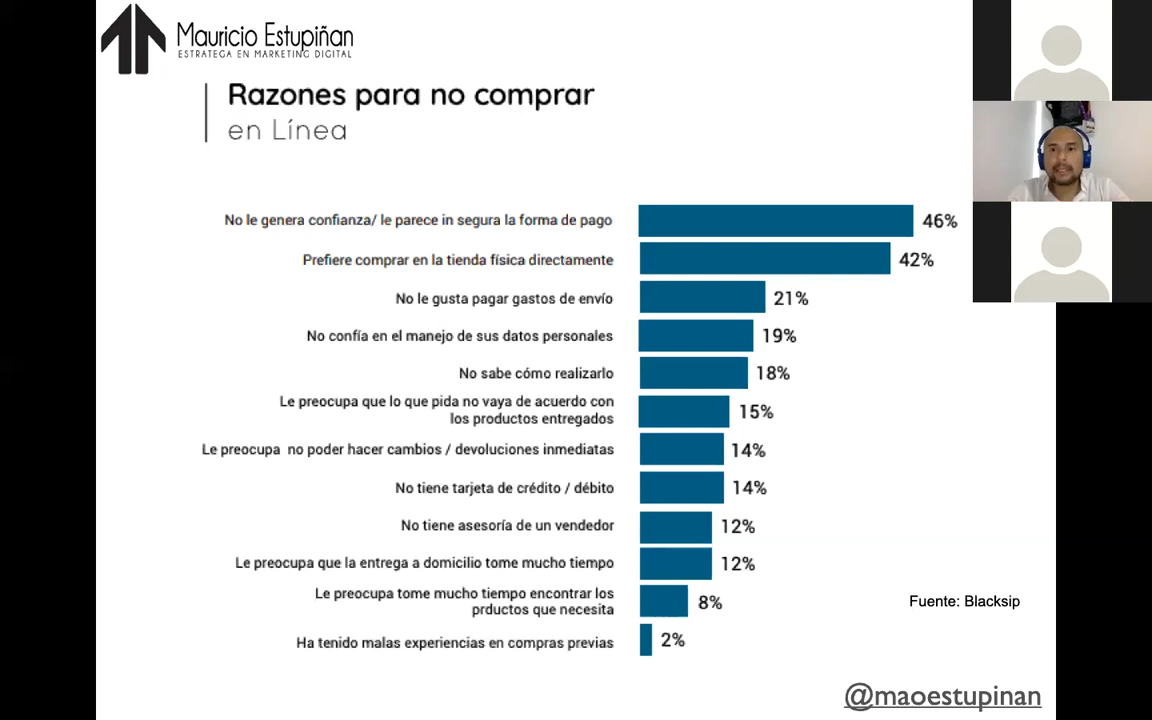 Mauricio Estupiñan
ESTRATEGA EN MARKETING DIGITAL
Razones para no comprar
en Línea
No le genera confianza/ le parece in segura la forma de pago 46%
Prefiere comprar en la tienda física directamente 42%
No le gusta pagar gastos de envío 21%
No confía en el manejo de sus datos personales 19%
No sabe cómo realizarlo 18%
Le preocupa que lo que pida no vaya de acuerdo con
los productos entregados 15%
Le preocupa no poder hacer cambios / devoluciones inmediatas 14%
No tiene tarjeta de crédito / débito 14%
No tiene asesoría de un vendedor 12%
Le preocupa que la entrega a domicilio tome mucho tiempo 12%
Le preocupa tome mucho tiempo encontrar los
prductos que necesita 8%
Ha tenido malas experiencias en compras previas 2%
Fuente: Blacksip
@maoestupinan